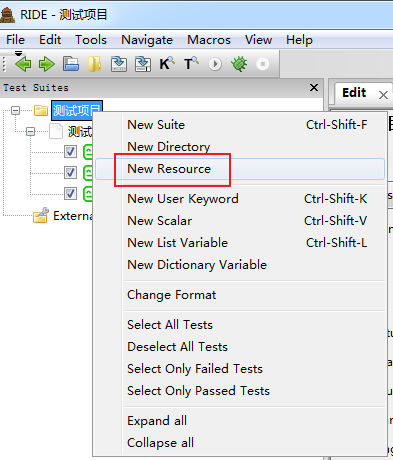 RIDE - 测试项目
File Edit Tools Navigate Macros Help
Test Suites
Edit
测试项目
测试
Externa
New Suite Ctrl-Shift-F
New Directory
New Resource
New User Keyword Ctrl-Shift-K
New Scalar Ctrl-Shift-V
New List Variable Ctrl-Shift-L
New Dictionary Variable
Change Format
Select All Tests
Deselect All Tests
Select Only Failed Tests
Select Only Passed Tests
Expand all
Collapse all